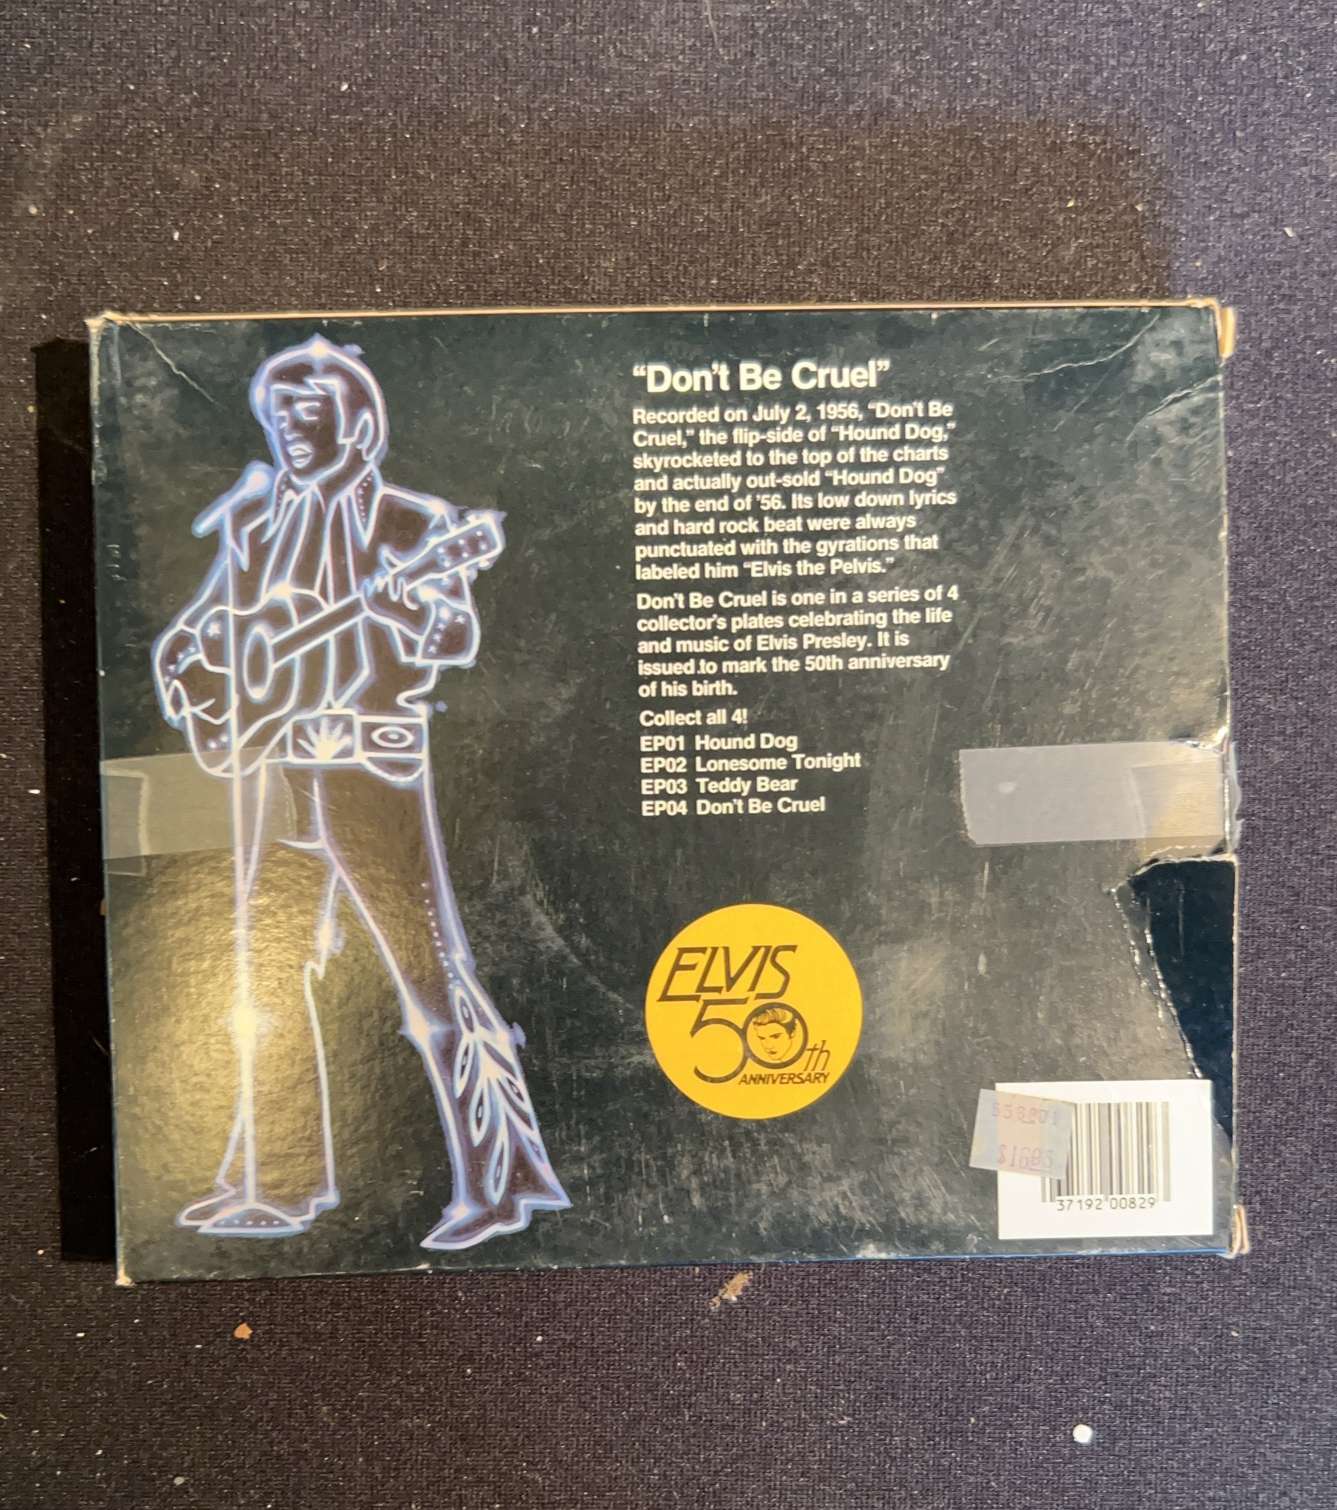 “Don't Be Cruel”
Recorded on July 2, 1956, “Don't Be
Cruel,” the flip-side of “Hound Dog,”
skyrocketed to the top of the charts
and actually out-sold “Hound Dog”
by the end of '56. Its low down lyrics
and hard rock beat were always
punctuated with the gyrations that
labeled him “Elvis the Pelvis.”
Don't Be Cruel is one in a series of 4
collector's plates celebrating the life
and music of Elvis Presley. It is
issued to mark the 50th anniversary
of his birth.
Collect all 4!
EP01 Hound Dog
EP02 Lonesome Tonight
EP03 Teddy Bear
EP04 Don't Be Cruel
ELVIS
50th
ANNIVERSARY
37192 00829